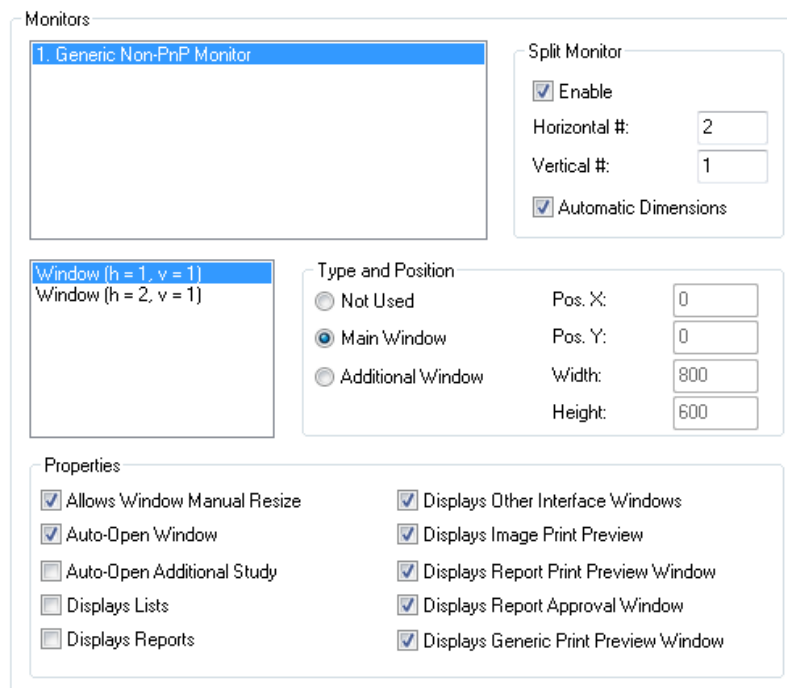 Monitors
1. Generic Non-PnP Monitor
Split Monitor
Enable
Horizontal #: 2
Vertical #: 1
Automatic Dimensions
Window (h = 1, v = 1)
Window (h = 2, v = 1)
Type and Position
Not Used Pos. X: 0
Main Window Pos. Y: 0
Additional Window Width: 800
Height: 600
Properties
Allows Window Manual Resize Displays Other Interface Windows
Auto-Open Window Displays Image Print Preview
Auto-Open Additional Study Displays Report Print Preview Window
Displays Lists Displays Report Approval Window
Displays Reports Displays Generic Print Preview Window